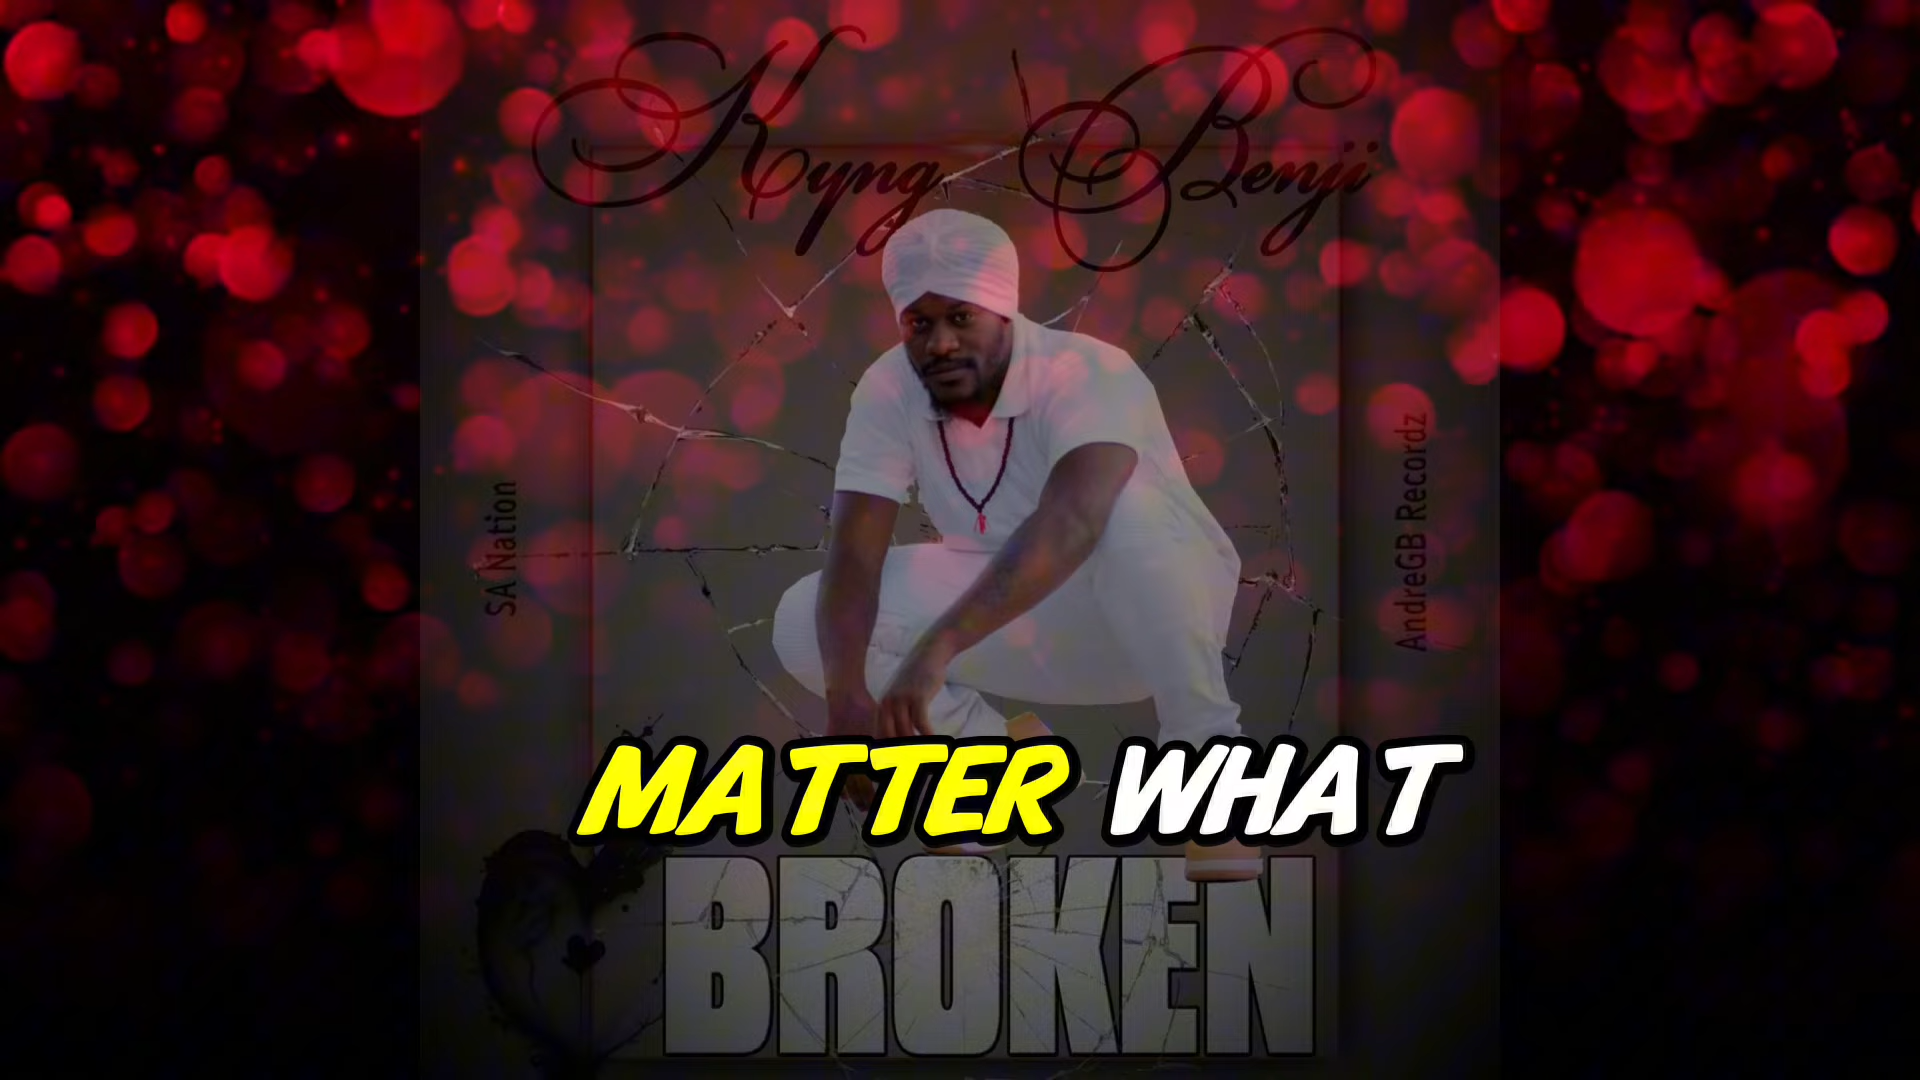 Kyng Benji
SA Nation
AndreGB Recordz
MATTER WHAT
BROKEN